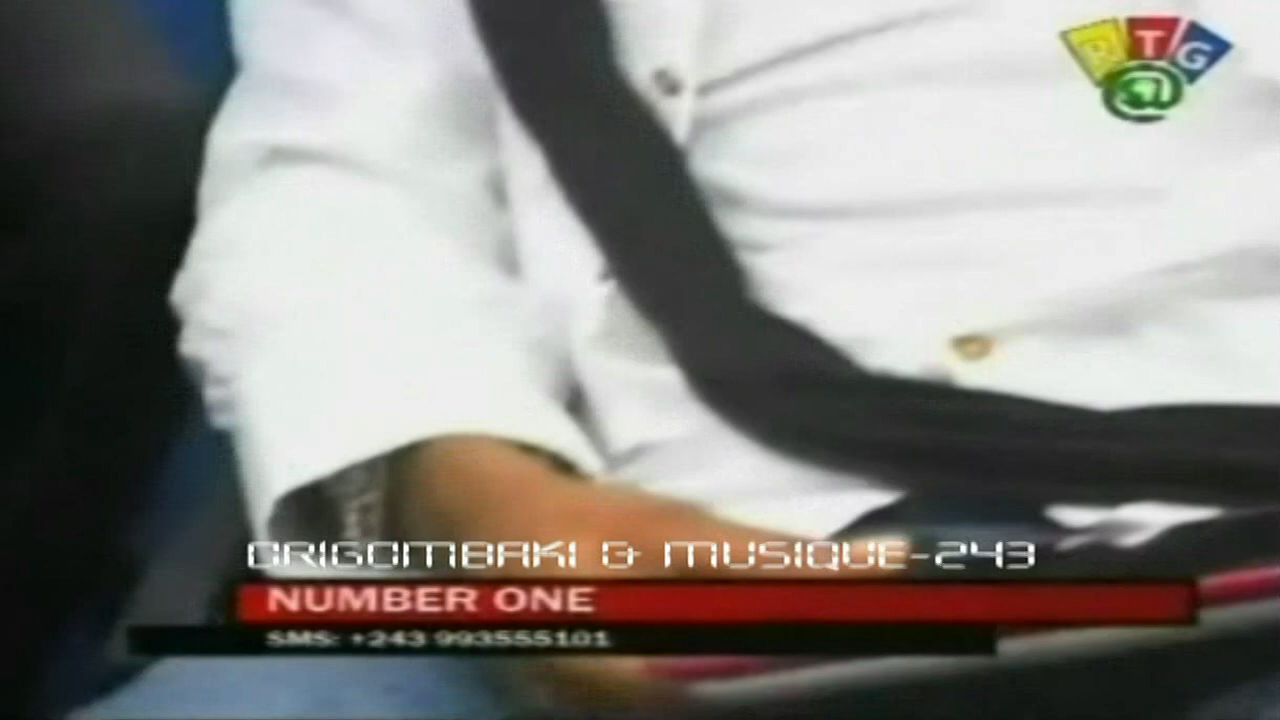 RTG@
ORIGOMBAKI & MUSIQUE-243
NUMBER ONE
SMS: +243 993555101